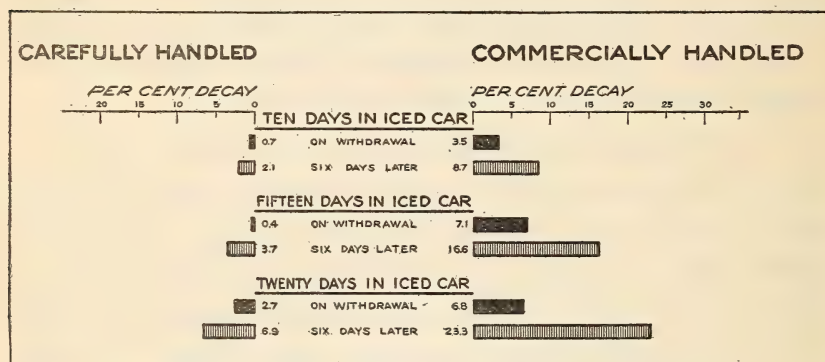 CAREFULLY HANDLED COMMERCIALLY HANDLED
PER CENT DECAY PER CENT DECAY
20 15 10 5 0 0 5 10 15 20 25 30
TEN DAYS IN ICED CAR
0.7 ON WITHDRAWAL 3.5
2.1 SIX DAYS LATER 8.7
FIFTEEN DAYS IN ICED CAR
0.4 ON WITHDRAWAL 7.1
3.7 SIX DAYS LATER 16.6
TWENTY DAYS IN ICED CAR
2.7 ON WITHDRAWAL 6.8
6.9 SIX DAYS LATER 23.3